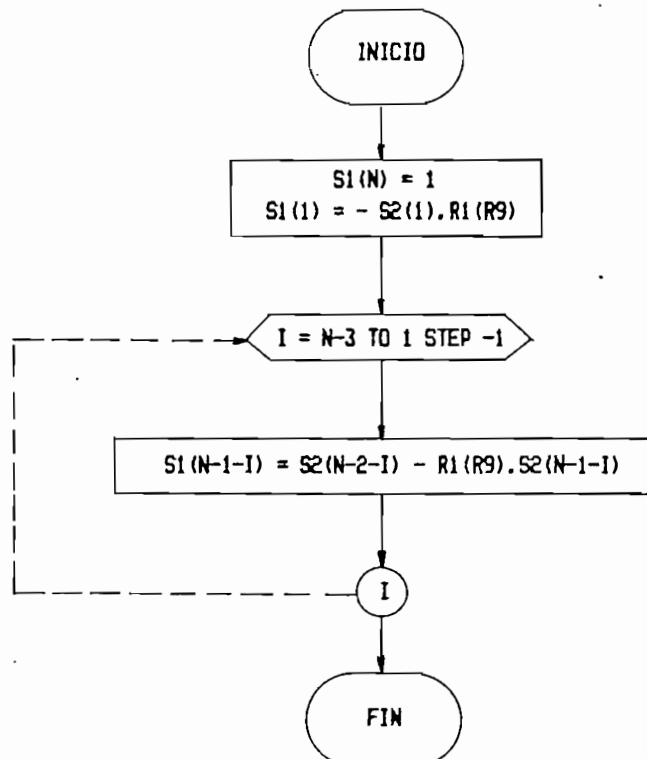 INICIO
S1(N) = 1
S1(1) = - S2(1).R1(R9)
I = N-3 TO 1 STEP -1
S1(N-1-I) = S2(N-2-I) - R1(R9).S2(N-1-I)
I
FIN